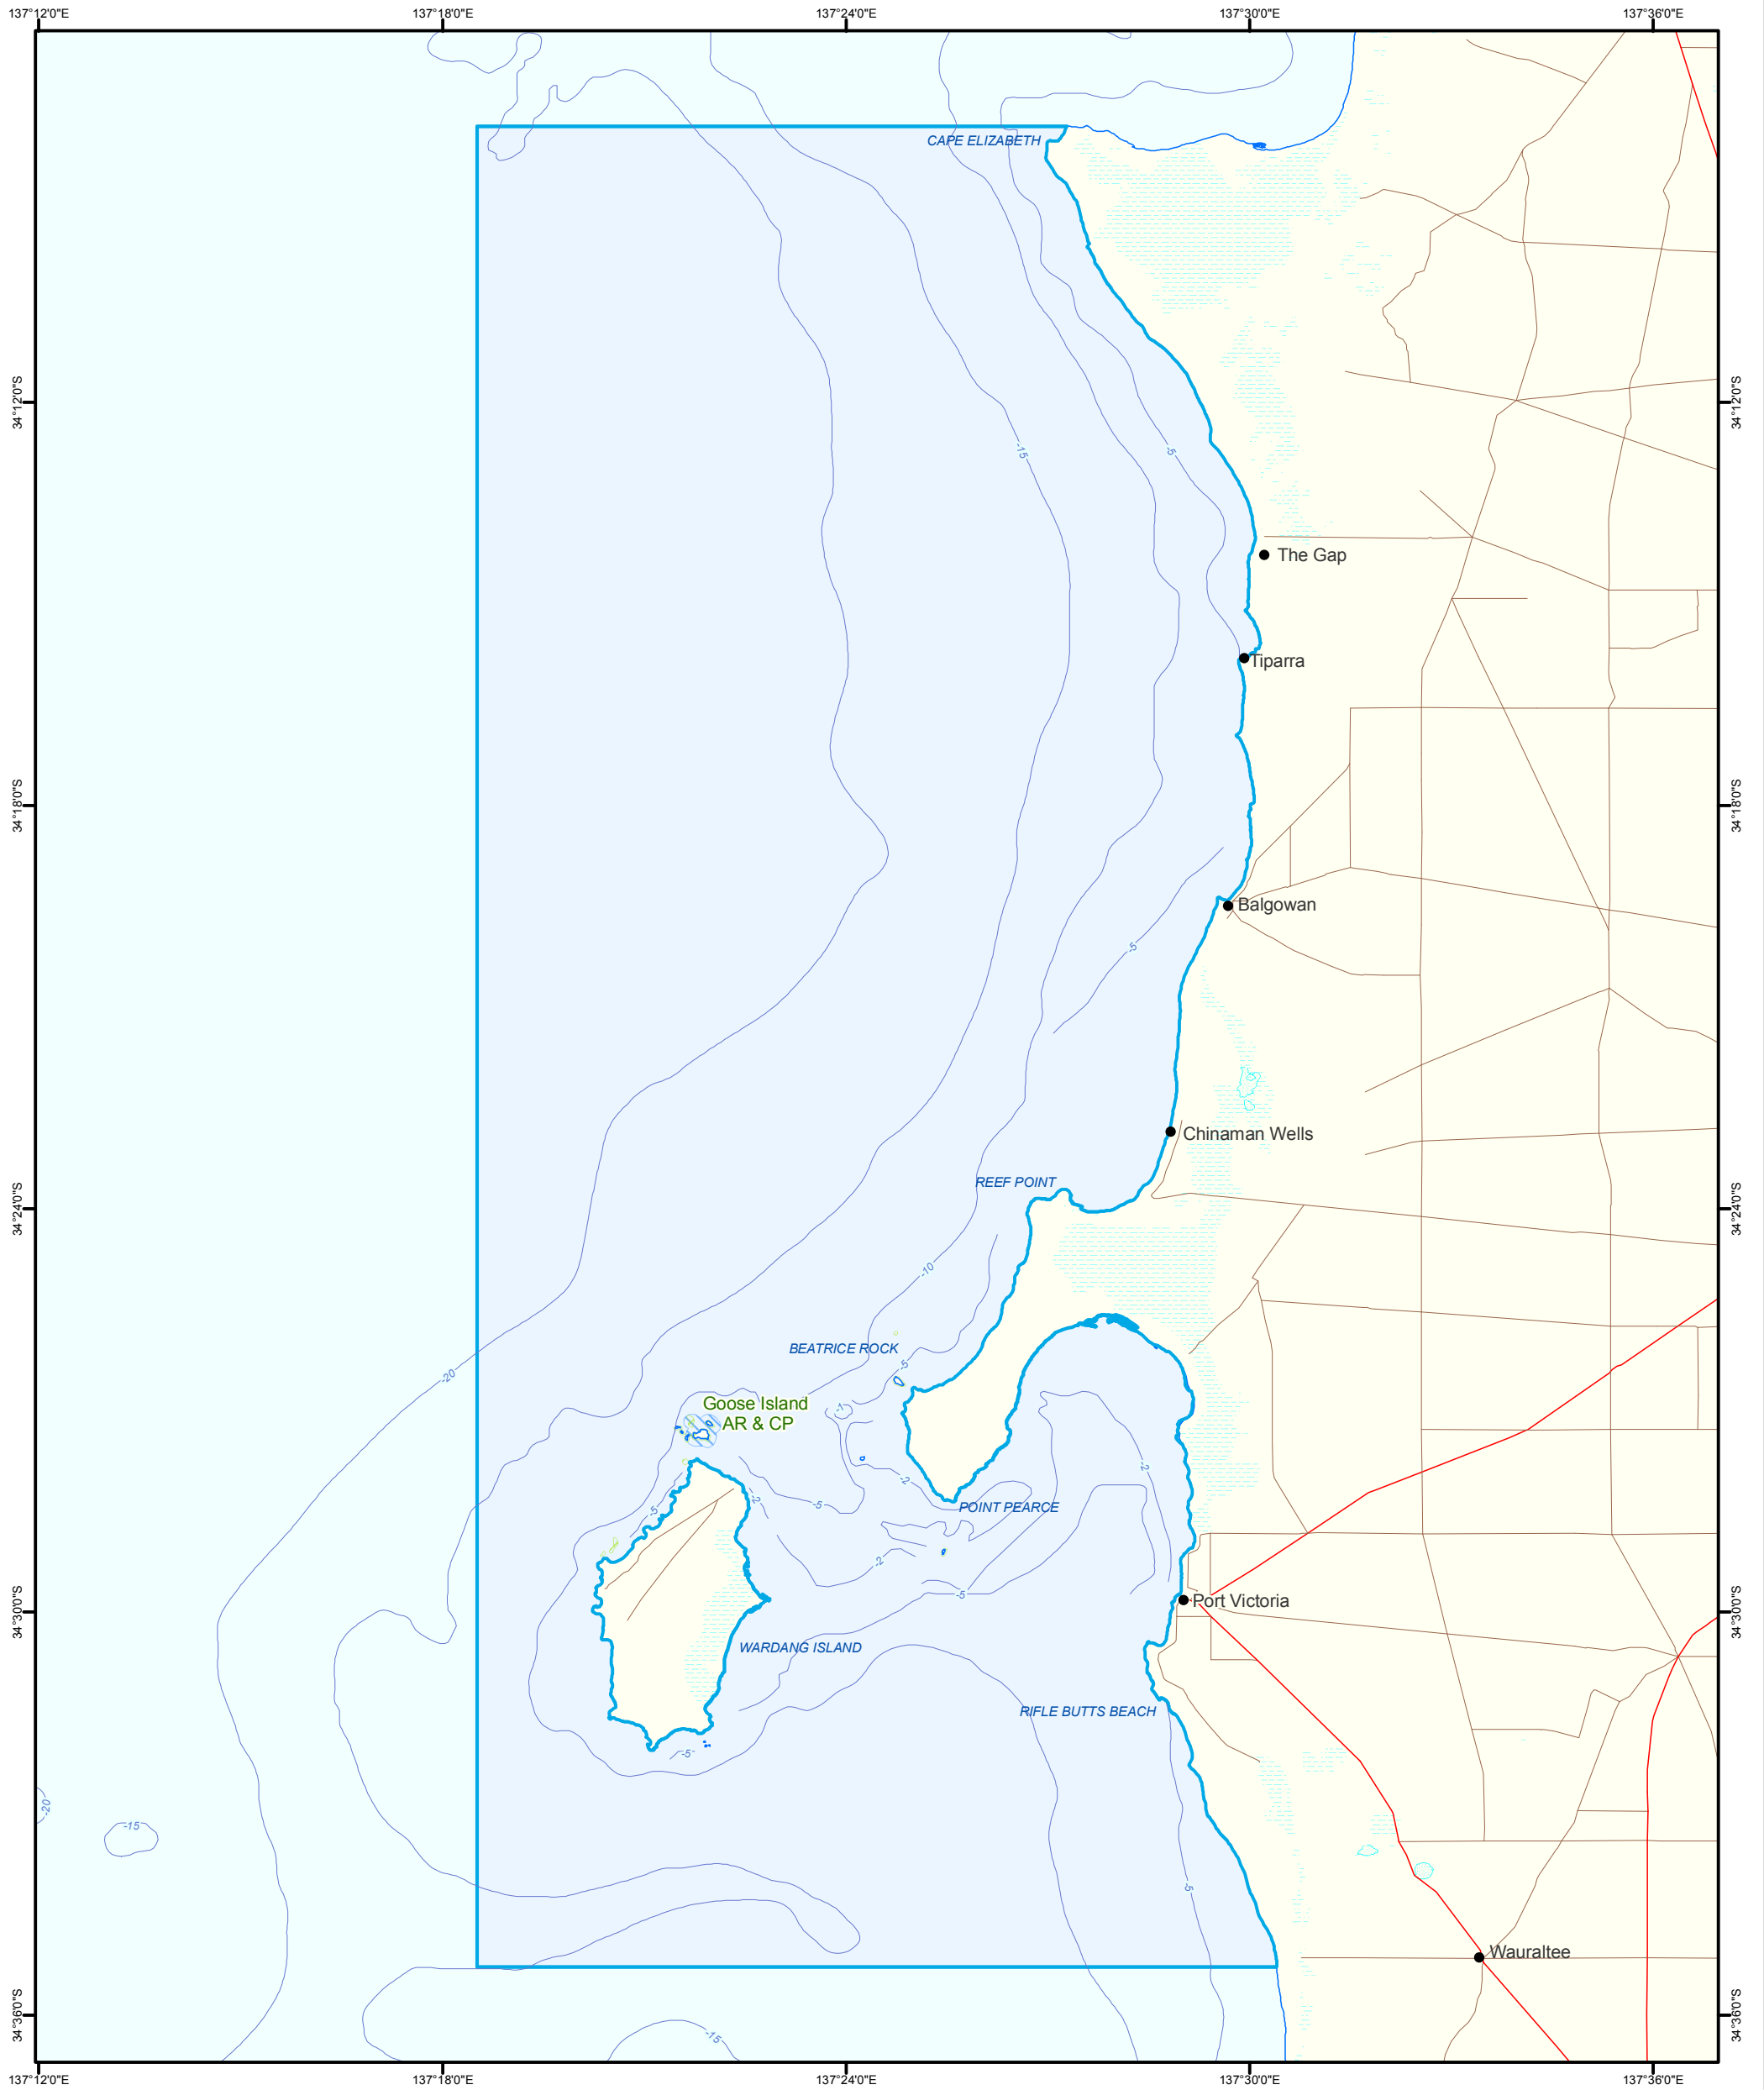 137°12'0"E
137°18'0"E
137°24'0"E
137°30'0"E
137°36'0"E
CAPE ELIZABETH
34°12'0"S
34°12'0"S
-15
-5
The Gap
Tiparra
34°18'0"S
34°18'0"S
Balgowan
-5
Chinaman Wells
REEF POINT
34°24'0"S
34°24'0"S
-10
BEATRICE ROCK
-5
-20
Goose Island
AR & CP
-1
-2
-2
-5
-2
-5
POINT PEARCE
-2
-5
34°30'0"S
34°30'0"S
Port Victoria
WARDANG ISLAND
RIFLE BUTTS BEACH
-5
-20
-15
-5
Wauraltee
34°36'0"S
34°36'0"S
-15
137°12'0"E
137°18'0"E
137°24'0"E
137°30'0"E
137°36'0"E